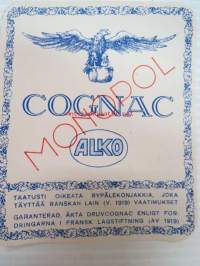 COGNAC
MONOPOL
ALKO
TAATUSTI OIKEATA RYPÄLEKONJAKKIA, JOKA
TÄYTTÄÄ RANSKAN LAIN (V. 1919) VAATIMUKSET
GARANTERAD, ÄKTA DRUVCOGNAC ENLIGT FOR-
DRINGARNA I FRANSK LAGSTIFTNING (AV 1919)